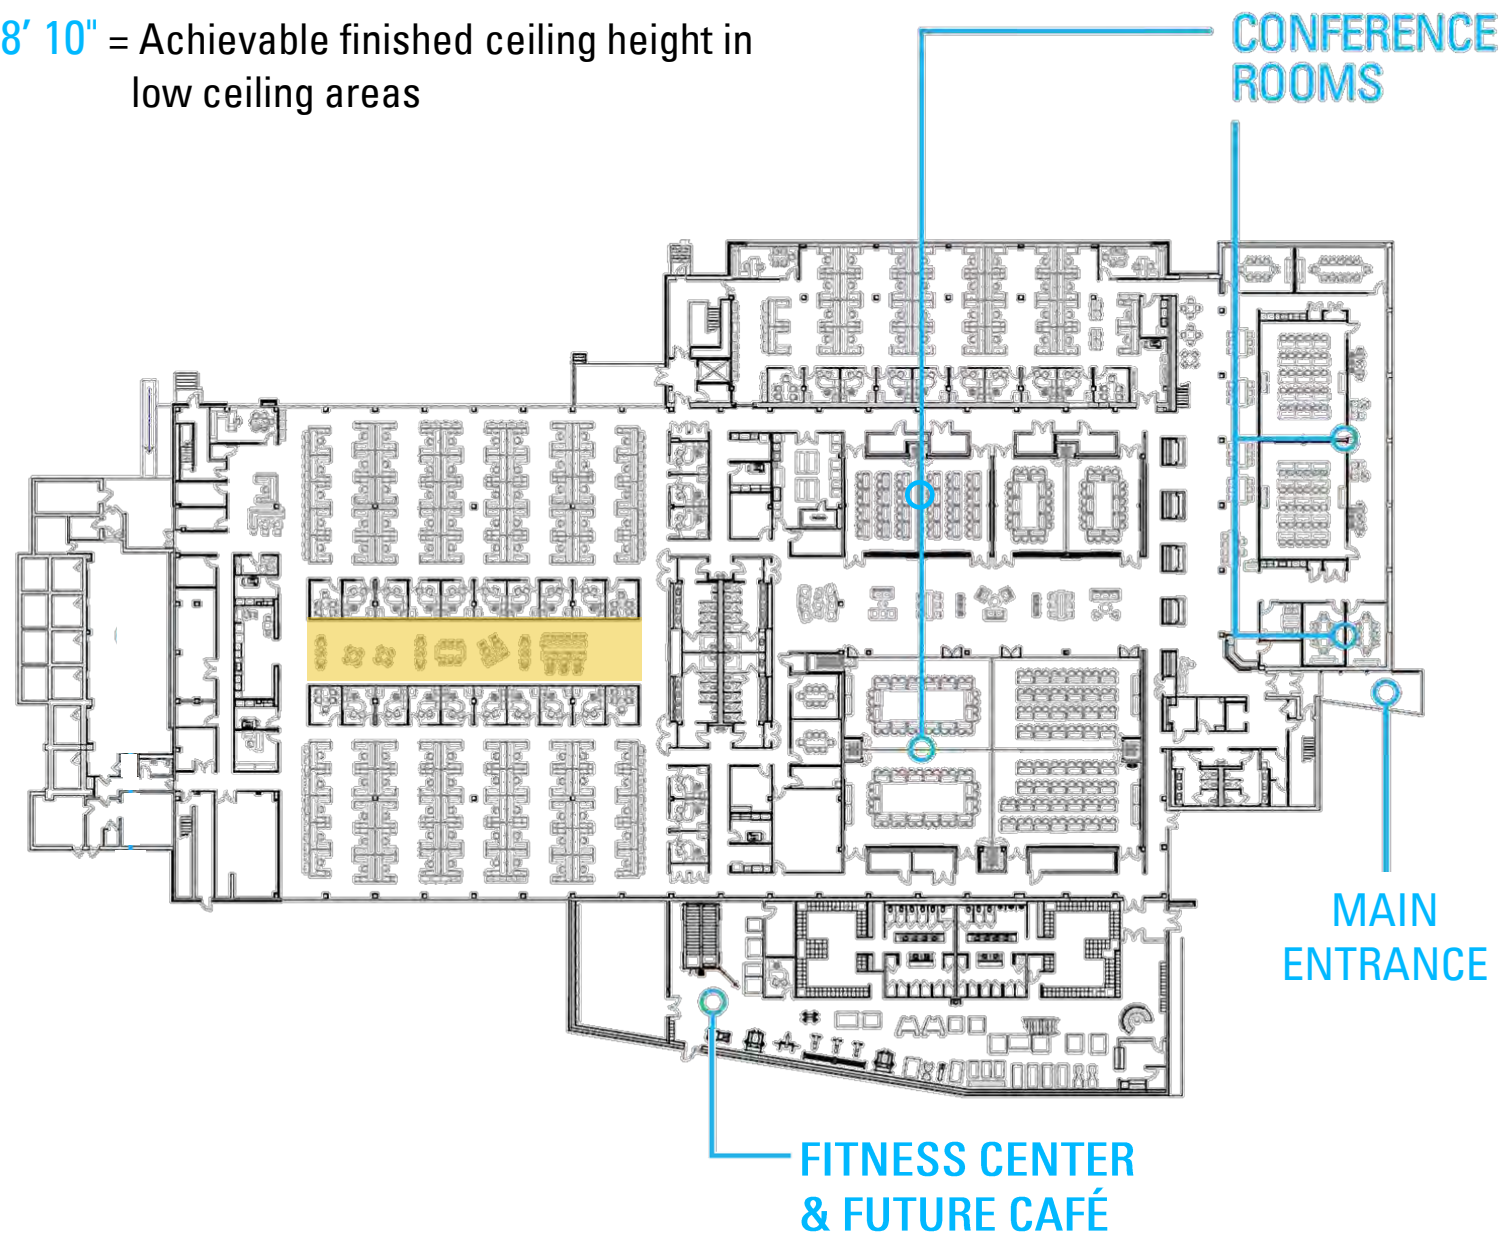 8’ 10" = Achievable finished ceiling height in
low ceiling areas
CONFERENCE
ROOMS
MAIN
ENTRANCE
FITNESS CENTER
& FUTURE CAFÉ